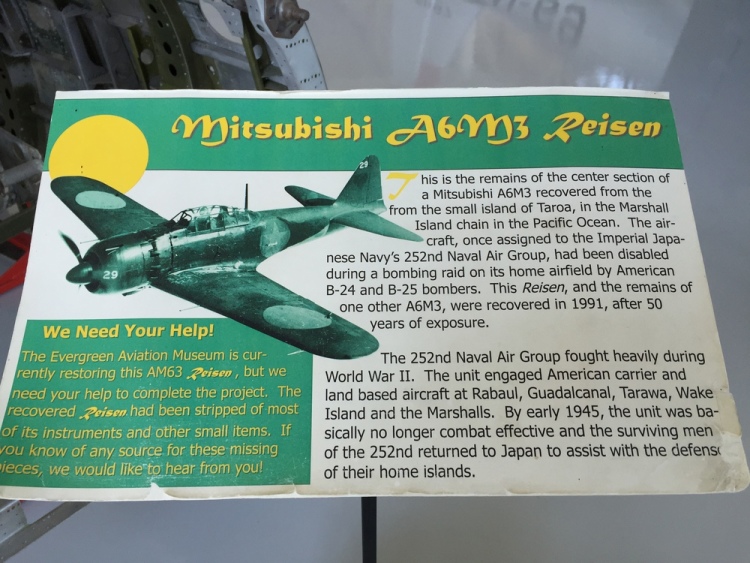 Mitsubishi A6M3 Reisen
This is the remains of the center section of
a Mitsubishi A6M3 recovered from the
from the small island of Taroa, in the Marshall
Island chain in the Pacific Ocean. The air-
craft, once assigned to the Imperial Japa-
nese Navy's 252nd Naval Air Group, had been disabled
during a bombing raid on its home airfield by American
B-24 and B-25 bombers. This Reisen, and the remains of
one other A6M3, were recovered in 1991, after 50
years of exposure.
The 252nd Naval Air Group fought heavily during
World War II. The unit engaged American carrier and
land based aircraft at Rabaul, Guadalcanal, Tarawa, Wake
Island and the Marshalls. By early 1945, the unit was ba-
sically no longer combat effective and the surviving men
of the 252nd returned to Japan to assist with the defense
of their home islands.
29
29
We Need Your Help!
The Evergreen Aviation Museum is cur-
rently restoring this AM63 Reisen, but we
need your help to complete the project. The
recovered Reisen had been stripped of most
of its instruments and other small items. If
you know of any source for these missing
pieces, we would like to hear from you!